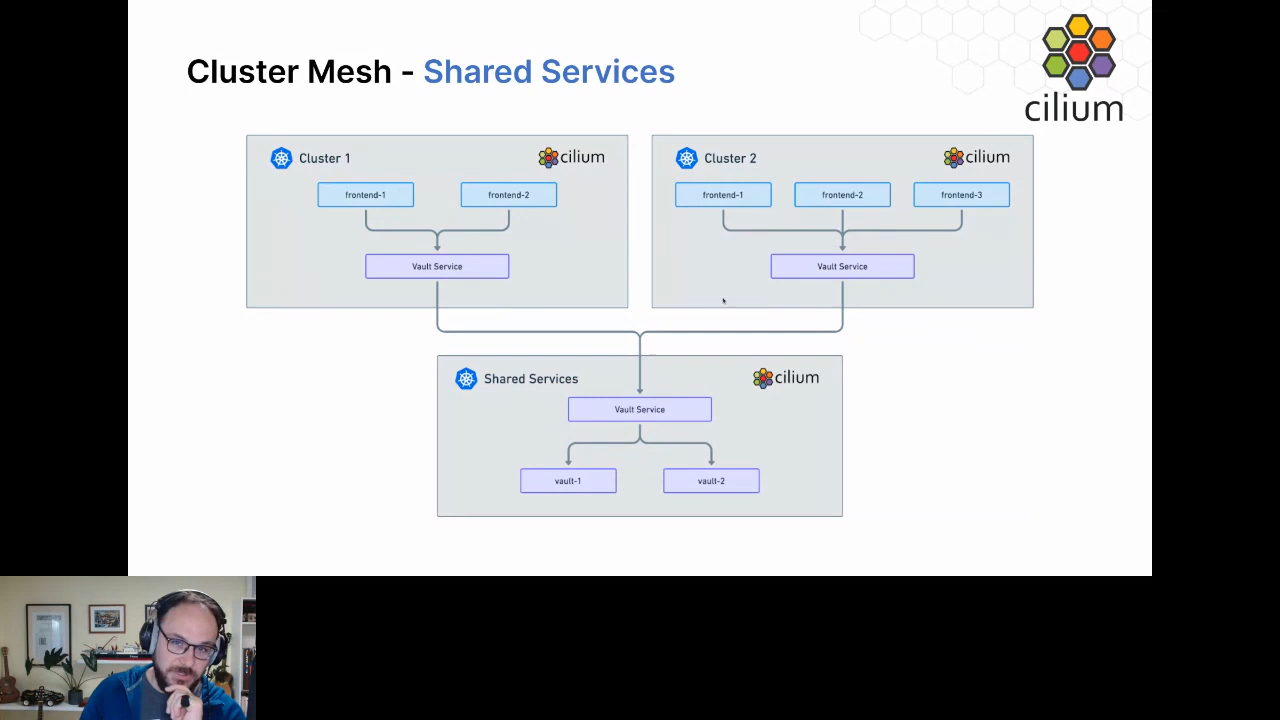 Cluster Mesh - Shared Services
cilium
Cluster 1
cilium
frontend-1
frontend-2
Vault Service
Cluster 2
cilium
frontend-1
frontend-2
frontend-3
Vault Service
Shared Services
cilium
Vault Service
vault-1
vault-2